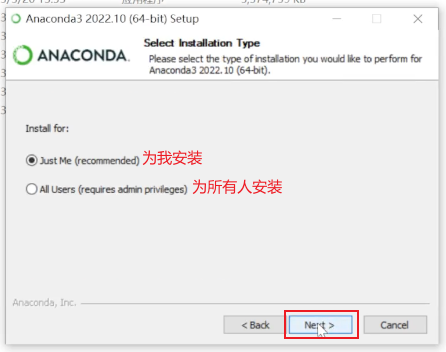 Anaconda3 2022.10 (64-bit) Setup
ANACONDA.
Select Installation Type
Please select the type of installation you would like to perform for
Anaconda3 2022.10 (64-bit).
Install for:
Just Me (recommended) 为我安装
All Users (requires admin privileges) 为所有人安装
Anaconda, Inc.
< Back Next > Cancel